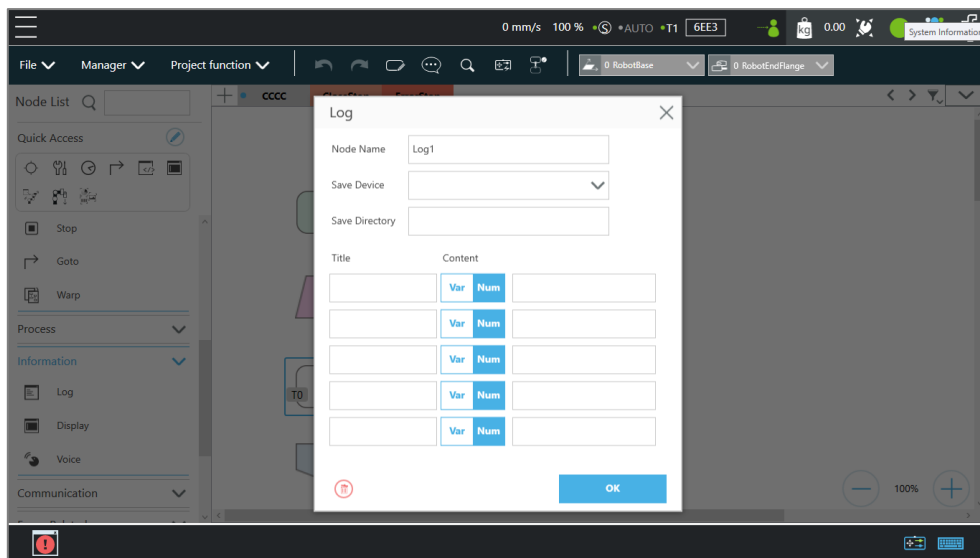 0 mm/s 100 % S AUTO T1 6EE3 kg 0.00 System Information
File Manager Project function 0 RobotBase 0 RobotEndFlange
Node List
CCCC
Quick Access
Stop
Goto
Warp
Process
Information
Log
Display
Voice
Communication
T0
Log
Node Name Log1
Save Device
Save Directory
Title Content
Var Num
Var Num
Var Num
Var Num
Var Num
OK
100%